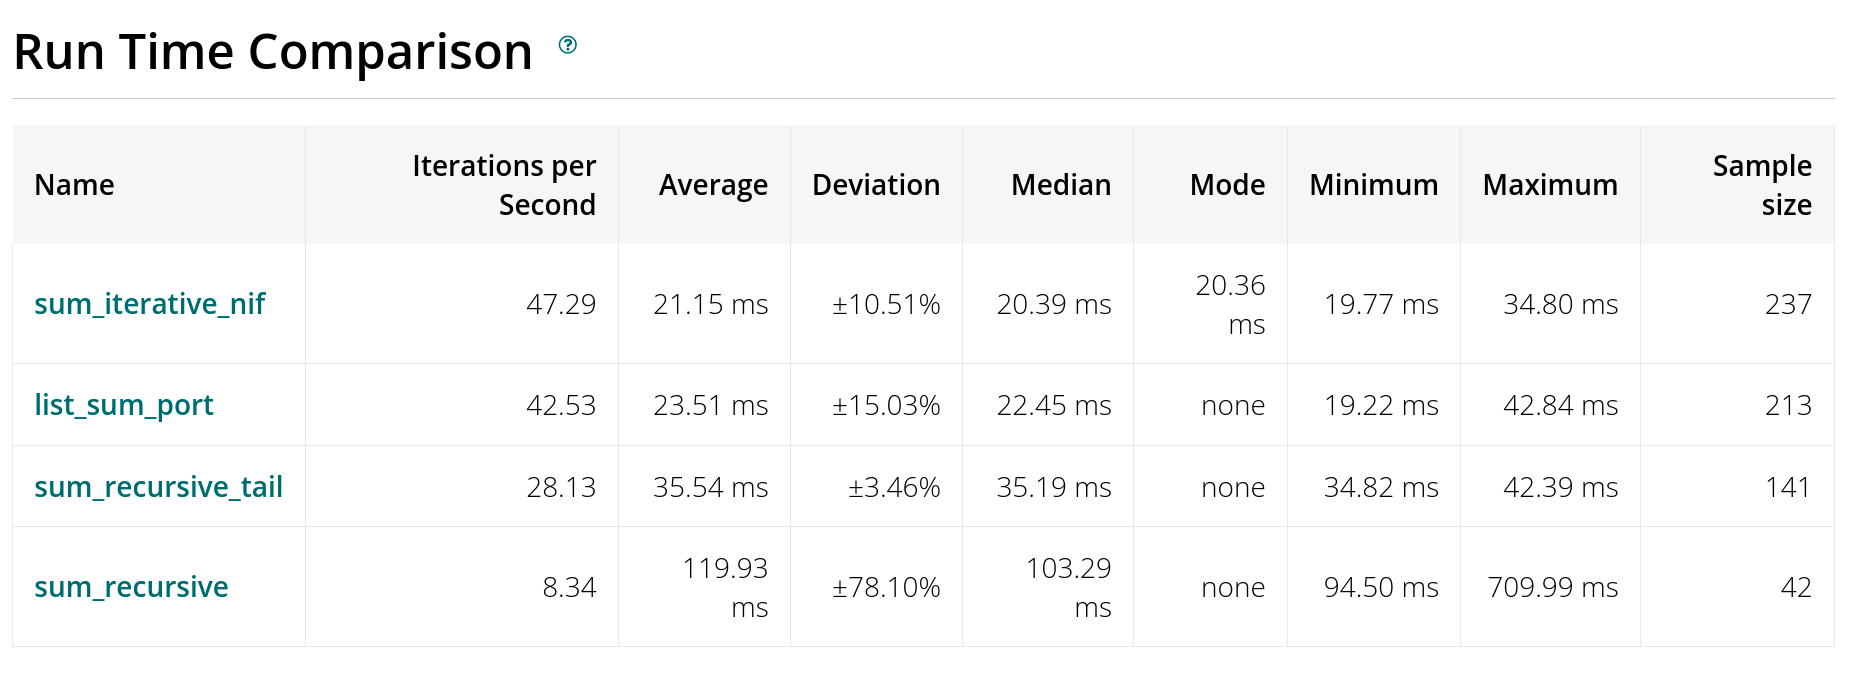 Run Time Comparison ?
Name Iterations per Second Average Deviation Median Mode Minimum Maximum Sample size
sum_iterative_nif 47.29 21.15 ms ±10.51% 20.39 ms 20.36 ms 19.77 ms 34.80 ms 237
list_sum_port 42.53 23.51 ms ±15.03% 22.45 ms none 19.22 ms 42.84 ms 213
sum_recursive_tail 28.13 35.54 ms ±3.46% 35.19 ms none 34.82 ms 42.39 ms 141
sum_recursive 8.34 119.93 ms ±78.10% 103.29 ms none 94.50 ms 709.99 ms 42